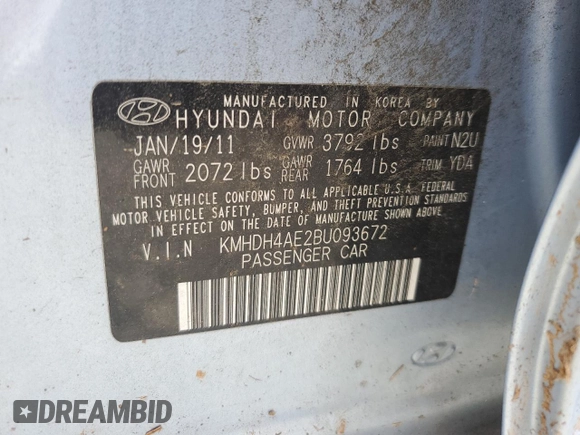 MANUFACTURED IN KOREA BY
HYUNDAI MOTOR COMPANY
JAN/19/11 GVWR 3792 lbs PAINT N2U
GAWR FRONT 2072 lbs GAWR REAR 1764 lbs TRIM YDA
THIS VEHICLE CONFORMS TO ALL APPLICABLE U.S.A. FEDERAL
MOTOR VEHICLE SAFETY, BUMPER, AND THEFT PREVENTION STANDARDS
IN EFFECT ON THE DATE OF MANUFACTURE SHOWN ABOVE.
V.I.N KMHDH4AE2BU093672
PASSENGER CAR
DREAMBID